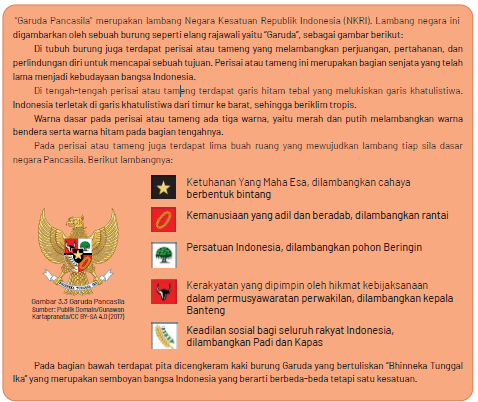 "Garuda Pancasila" merupakan lambang Negara Kesatuan Republik Indonesia (NKRI). Lambang negara ini
digambarkan oleh sebuah burung seperti elang rajawali yaitu "Garuda", sebagai gambar berikut:
Di tubuh burung juga terdapat perisai atau tameng yang melambangkan perjuangan, pertahanan, dan
perlindungan diri untuk mencapai sebuah tujuan. Perisai atau tameng ini merupakan bagian senjata yang telah
lama menjadi kebudayaan bangsa Indonesia.
Di tengah-tengah perisai atau tameng terdapat garis hitam tebal yang melukiskan garis khatulistiwa.
Indonesia terletak di garis khatulistiwa dari timur ke barat, sehingga beriklim tropis.
Warna dasar pada perisai atau tameng ada tiga warna, yaitu merah dan putih melambangkan warna
bendera serta warna hitam pada bagian tengahnya.
Pada perisai atau tameng juga terdapat lima buah ruang yang mewujudkan lambang tiap sila dasar
negara Pancasila. Berikut lambangnya:
Ketuhanan Yang Maha Esa, dilambangkan cahaya
berbentuk bintang
Kemanusiaan yang adil dan beradab, dilambangkan rantai
Persatuan Indonesia, dilambangkan pohon Beringin
Kerakyatan yang dipimpin oleh hikmat kebijaksanaan
dalam permusyawaratan perwakilan, dilambangkan kepala
Banteng
Keadilan sosial bagi seluruh rakyat Indonesia,
dilambangkan Padi dan Kapas
Gambar 3.3 Garuda Pancasila
Sumber: Publik Domain/Gunawan
Kartapranata/CC BY-SA 4.0 (2017)
Pada bagian bawah terdapat pita dicengkeram kaki burung Garuda yang bertuliskan "Bhinneka Tunggal
Ika" yang merupakan semboyan bangsa Indonesia yang berarti berbeda-beda tetapi satu kesatuan.